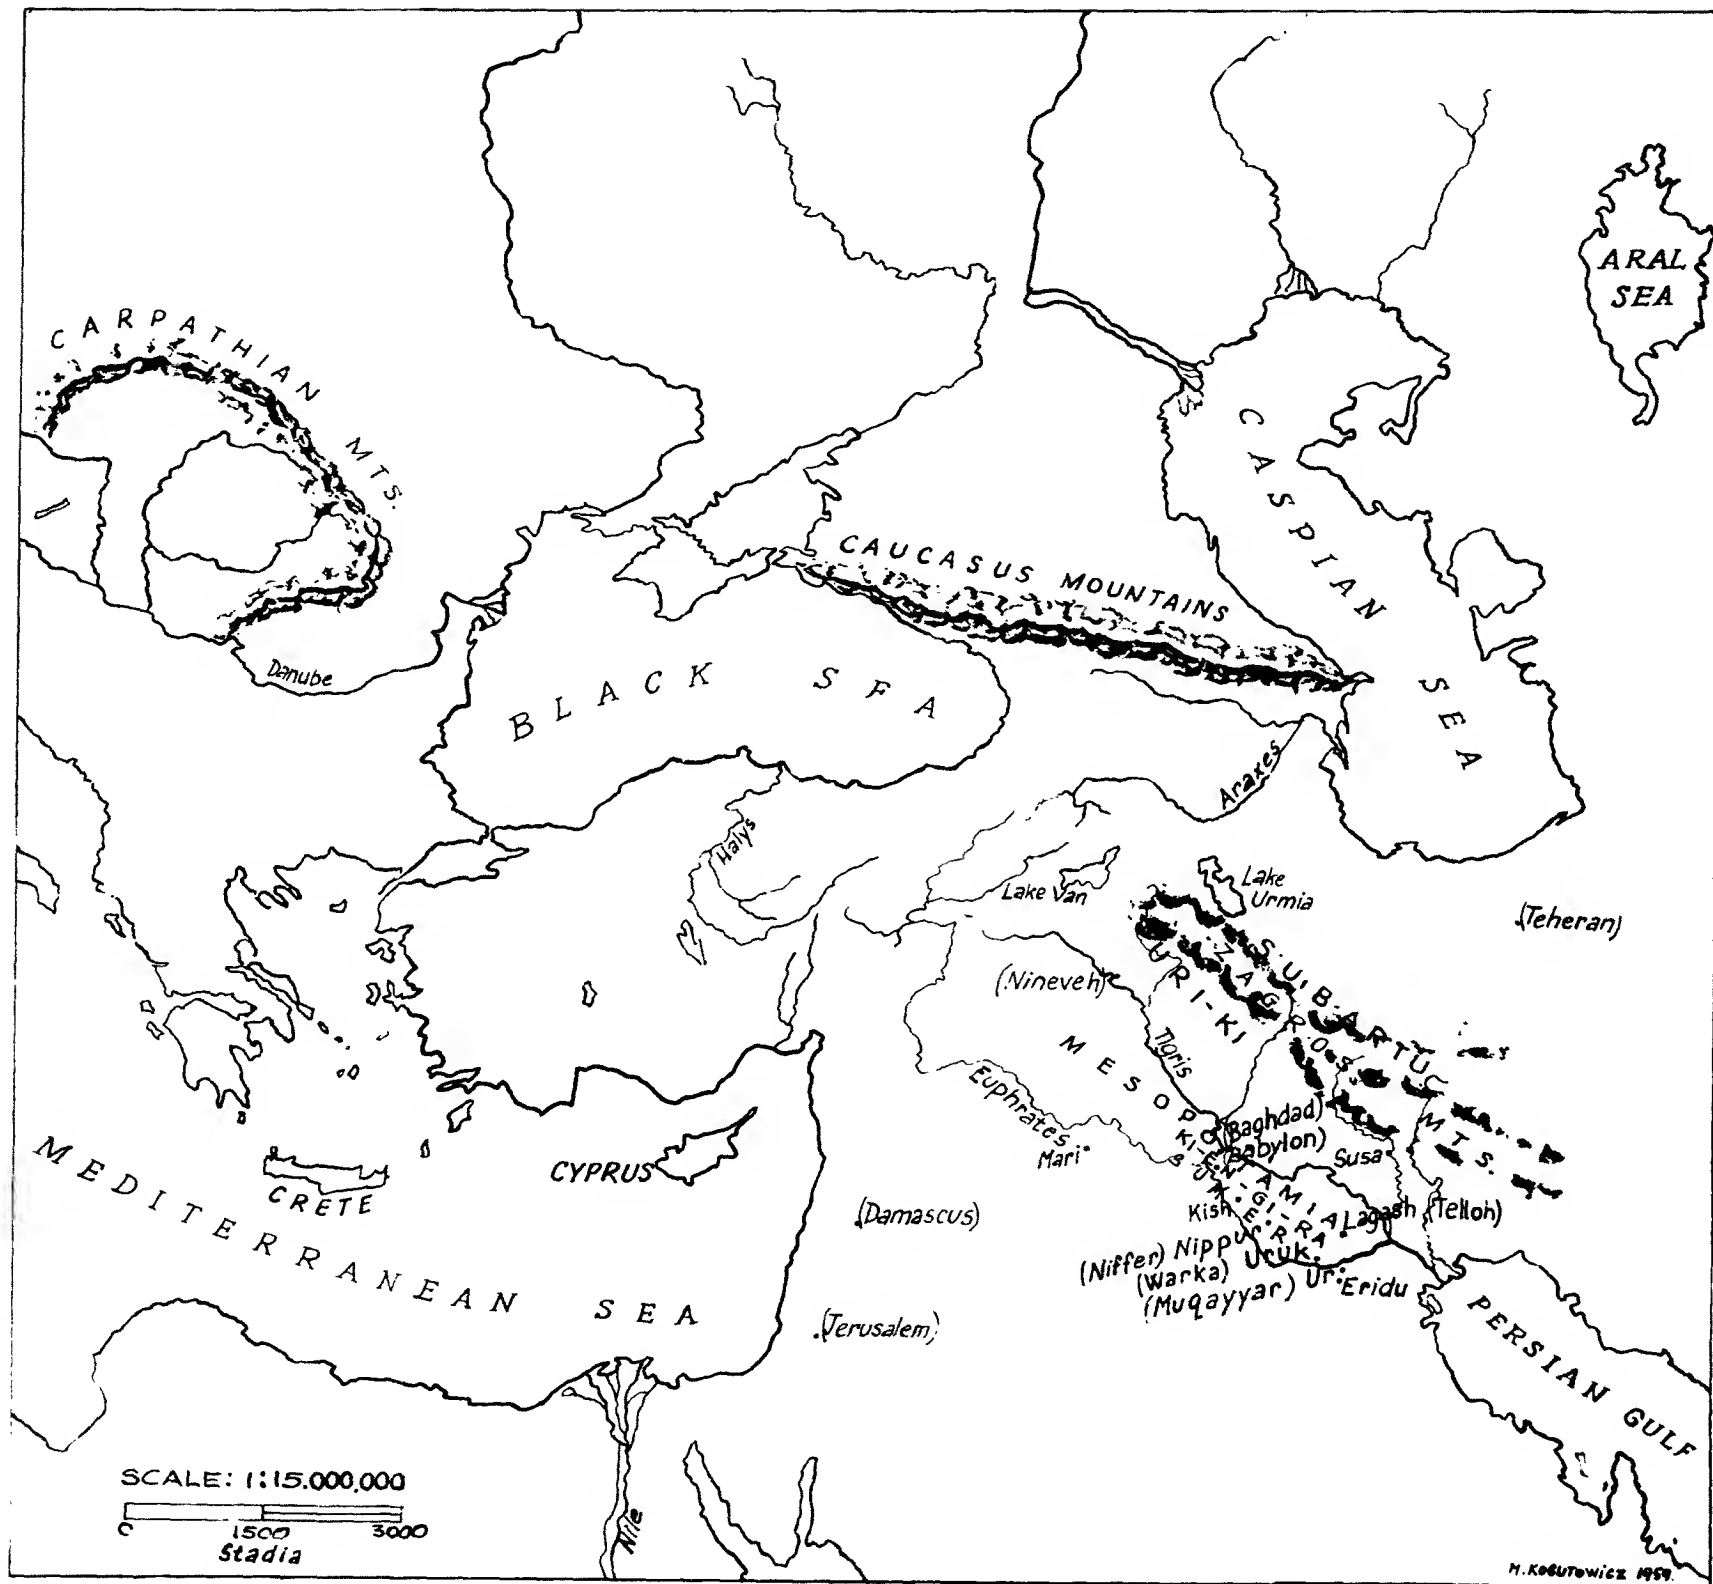 ARAL
SEA
CARPATHIAN MTS.
CASPIAN SEA
CAUCASUS MOUNTAINS
Danube
BLACK SEA
Araxes
Halys
Lake Van
Lake
Urmia
(Teheran)
SUBARTU
ZAGROS MTS.
URI-KI
(Nineveh)
Tigris
MESOPOTAMIA
Euphrates
Mari
(Baghdad)
(Babylon)
KI-EN-GI-RA
SUMER
Susa
CYPRUS
CRETE
MEDITERRANEAN SEA
(Damascus)
Kish
Lagash (Telloh)
(Niffer) Nippur
(Warka) Uruk
(Muqayyar) Ur
Eridu
(Jerusalem)
PERSIAN GULF
SCALE: 1:15.000.000
0 1500 3000
Stadia
Nile